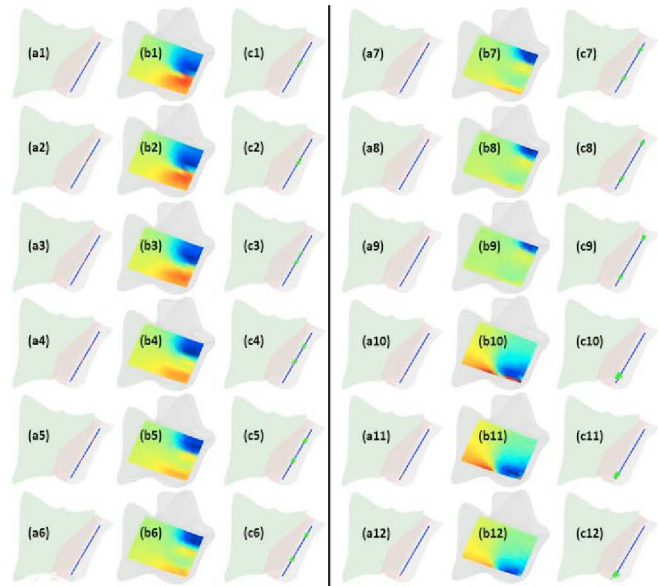 (a1) (b1) (c1) (a7) (b7) (c7)
(a2) (b2) (c2) (a8) (b8) (c8)
(a3) (b3) (c3) (a9) (b9) (c9)
(a4) (b4) (c4) (a10) (b10) (c10)
(a5) (b5) (c5) (a11) (b11) (c11)
(a6) (b6) (c6) (a12) (b12) (c12)